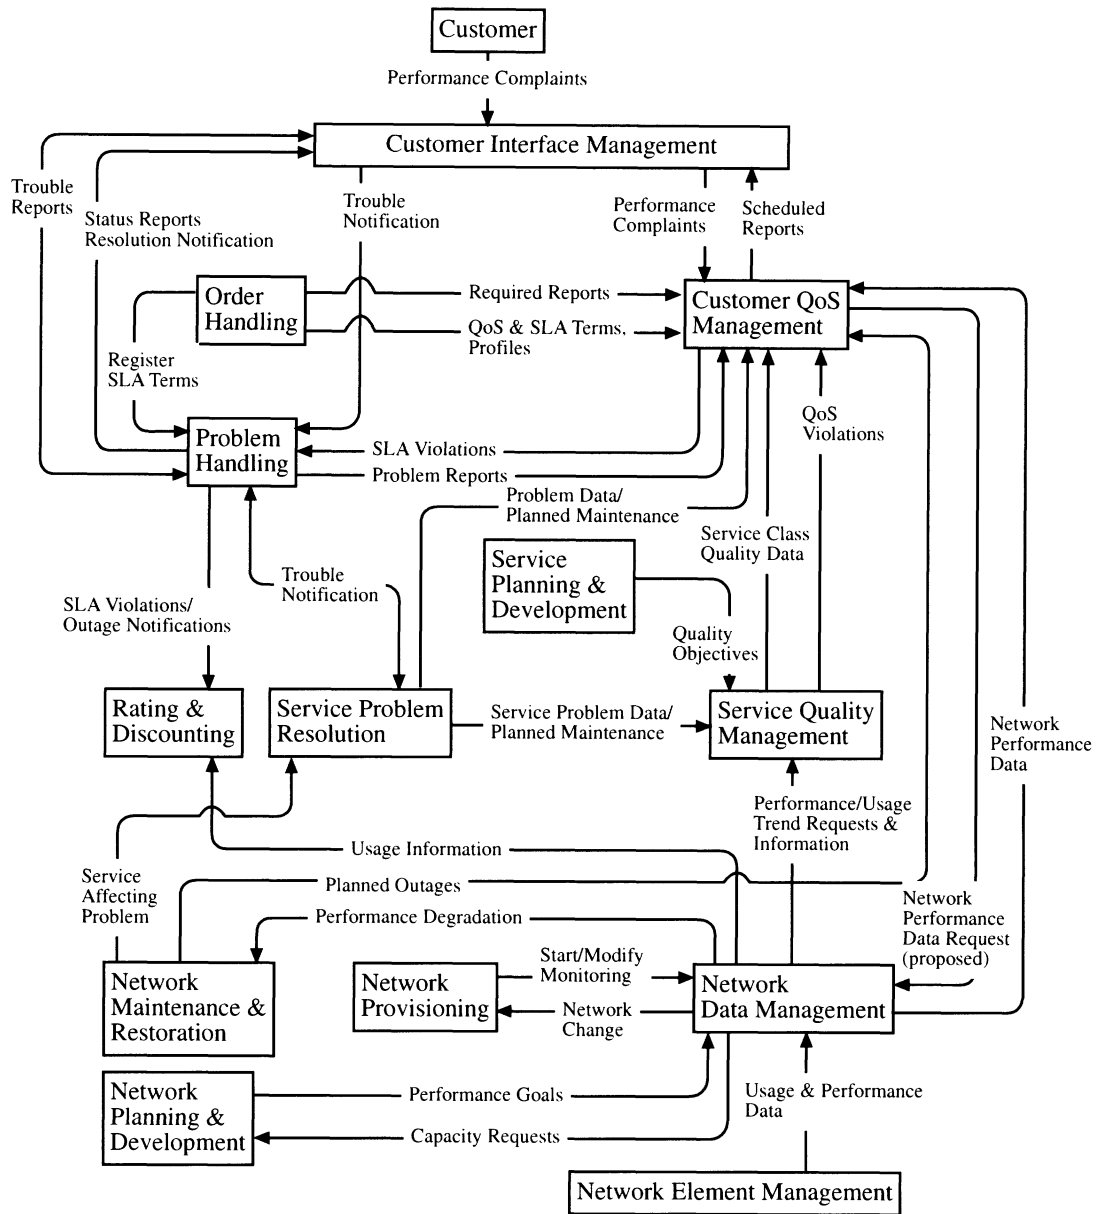 Customer
Performance Complaints
Customer Interface Management
Trouble
Reports
Status Reports
Resolution Notification
Trouble
Notification
Performance
Complaints
Scheduled
Reports
Order
Handling
Required Reports
QoS & SLA Terms,
Profiles
Customer QoS
Management
Register
SLA Terms
Problem
Handling
SLA Violations
Problem Reports
QoS
Violations
Problem Data/
Planned Maintenance
Service Class
Quality Data
Service
Planning &
Development
Trouble
Notification
SLA Violations/
Outage Notifications
Quality
Objectives
Rating &
Discounting
Service Problem
Resolution
Service Problem Data/
Planned Maintenance
Service Quality
Management
Network
Performance
Data
Performance/Usage
Trend Requests &
Information
Usage Information
Service
Affecting
Problem
Planned Outages
Performance Degradation
Network
Performance
Data Request
(proposed)
Network
Maintenance &
Restoration
Network
Provisioning
Start/Modify
Monitoring
Network
Change
Network
Data Management
Network
Planning &
Development
Performance Goals
Capacity Requests
Usage & Performance
Data
Network Element Management